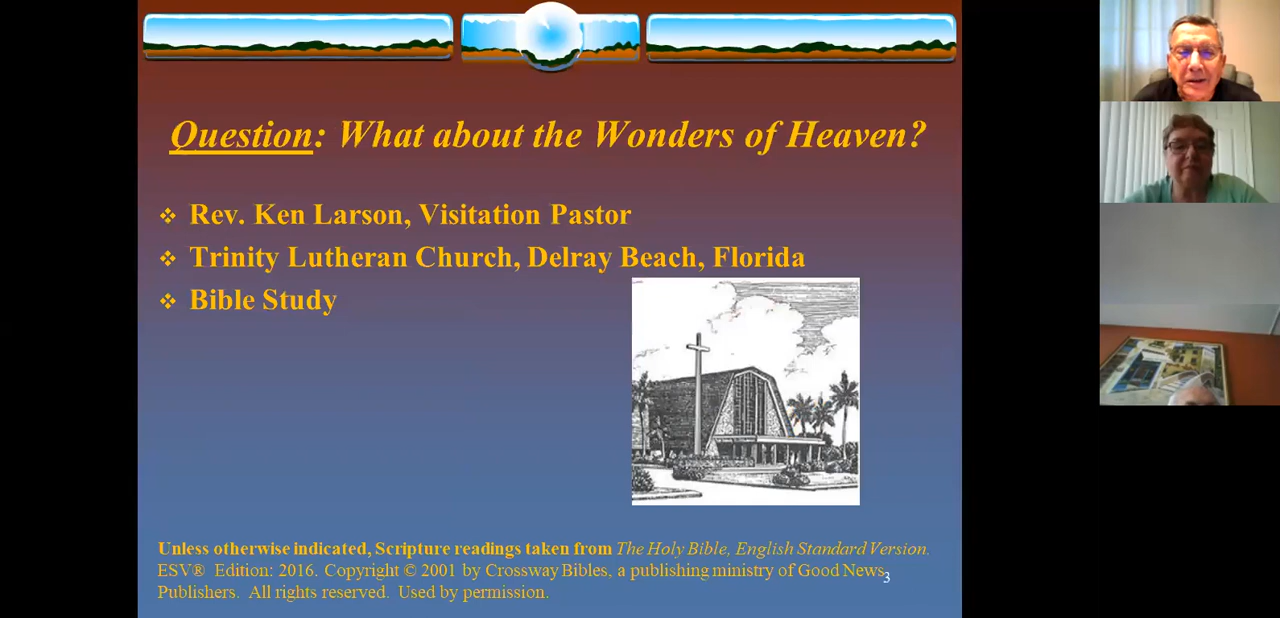 Question: What about the Wonders of Heaven?
❖ Rev. Ken Larson, Visitation Pastor
❖ Trinity Lutheran Church, Delray Beach, Florida
❖ Bible Study
Unless otherwise indicated, Scripture readings taken from The Holy Bible, English Standard Version.
ESV® Edition: 2016. Copyright © 2001 by Crossway Bibles, a publishing ministry of Good News
Publishers. All rights reserved. Used by permission.
3